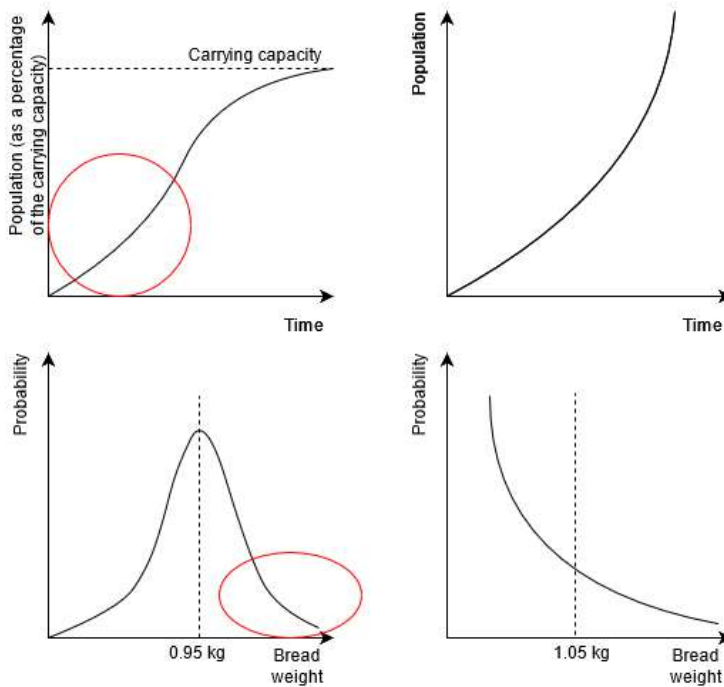 Population (as a percentage
of the carrying capacity)
Carrying capacity
Time
Population
Time
Probability
0.95 kg
Bread
weight
Probability
1.05 kg
Bread
weight